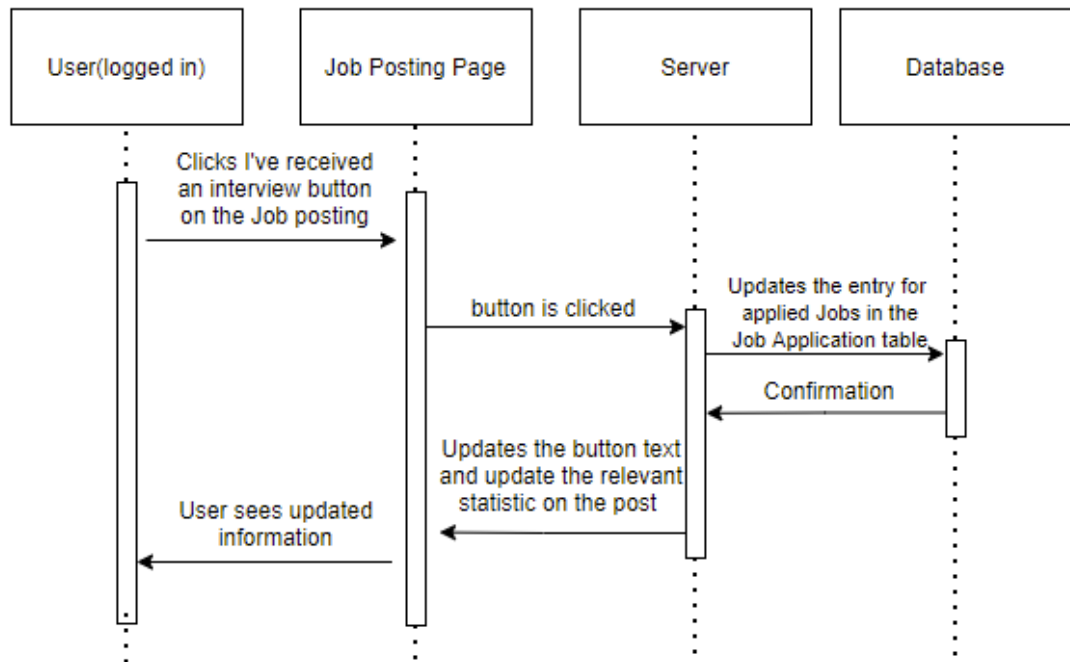 User(logged in)
Job Posting Page
Server
Database
Clicks I've received
an interview button
on the Job posting
button is clicked
Updates the entry for
applied Jobs in the
Job Application table
Confirmation
Updates the button text
and update the relevant
statistic on the post
User sees updated
information